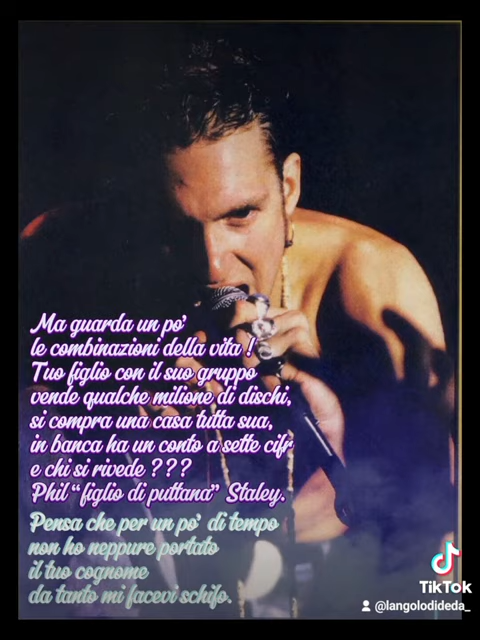 Ma guarda un po'
le combinazioni della vita !
Tuo figlio con il suo gruppo
vende qualche milione di dischi,
si compra una casa tutta sua,
in banca ha un conto a sette cifr
e chi si rivede ???
Phil “figlio di puttana” Staley.
Pensa che per un po' di tempo
non ho neppure portato
il tuo cognome
da tanto mi facevi schifo.
TikTok
@langolodideda_